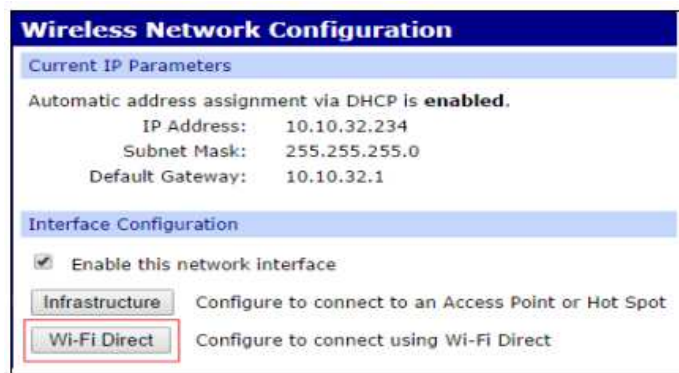 Wireless Network Configuration
Current IP Parameters
Automatic address assignment via DHCP is enabled.
IP Address: 10.10.32.234
Subnet Mask: 255.255.255.0
Default Gateway: 10.10.32.1
Interface Configuration
Enable this network interface
Infrastructure Configure to connect to an Access Point or Hot Spot
Wi-Fi Direct Configure to connect using Wi-Fi Direct